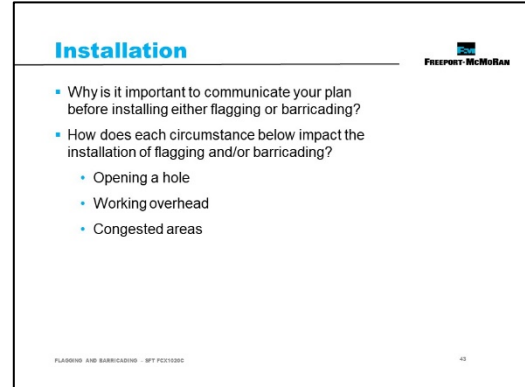 Installation
FCX
FREEPORT-MCMORAN
▪ Why is it important to communicate your plan
before installing either flagging or barricading?
▪ How does each circumstance below impact the
installation of flagging and/or barricading?
• Opening a hole
• Working overhead
• Congested areas
FLAGGING AND BARRICADING - SFT FCX1020C
43